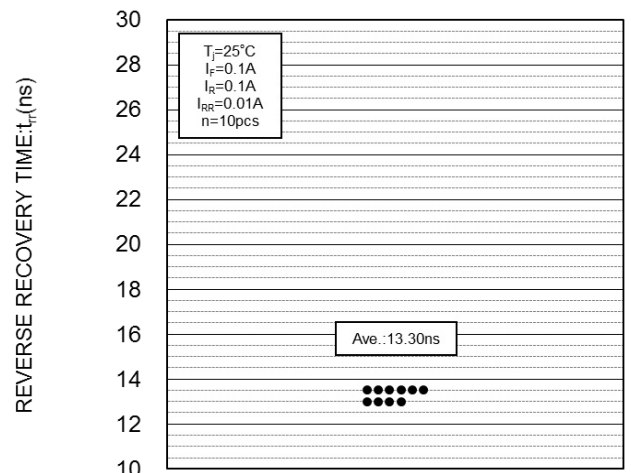 REVERSE RECOVERY TIME:trr(ns)
30
28
26
24
22
20
18
16
14
12
10
Tj=25°C
IF=0.1A
IR=0.1A
IRR=0.01A
n=10pcs
Ave.:13.30ns